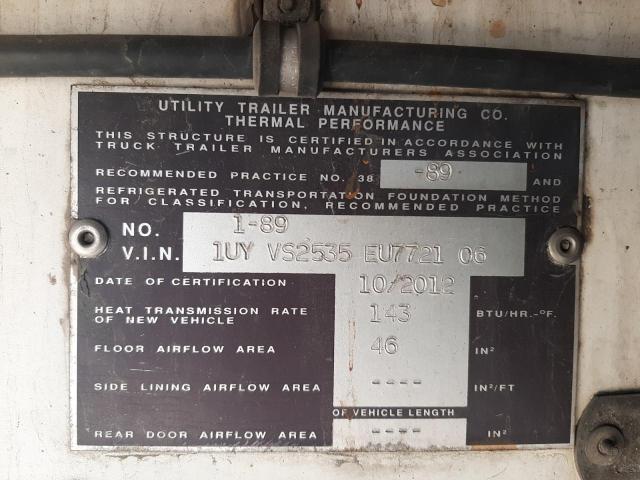 UTILITY TRAILER MANUFACTURING CO.
THERMAL PERFORMANCE
THIS STRUCTURE IS CERTIFIED IN ACCORDANCE WITH
TRUCK TRAILER MANUFACTURERS ASSOCIATION
RECOMMENDED PRACTICE NO. 38 -89 AND
REFRIGERATED TRANSPORTATION FOUNDATION METHOD
FOR CLASSIFICATION, RECOMMENDED PRACTICE
NO. 1-89
V.I.N. 1UY VS2535 EU7721 06
DATE OF CERTIFICATION 10/2012
HEAT TRANSMISSION RATE
OF NEW VEHICLE 143 BTU/HR.-°F.
FLOOR AIRFLOW AREA 46 IN²
SIDE LINING AIRFLOW AREA ---- IN²/FT
OF VEHICLE LENGTH
REAR DOOR AIRFLOW AREA ---- IN²